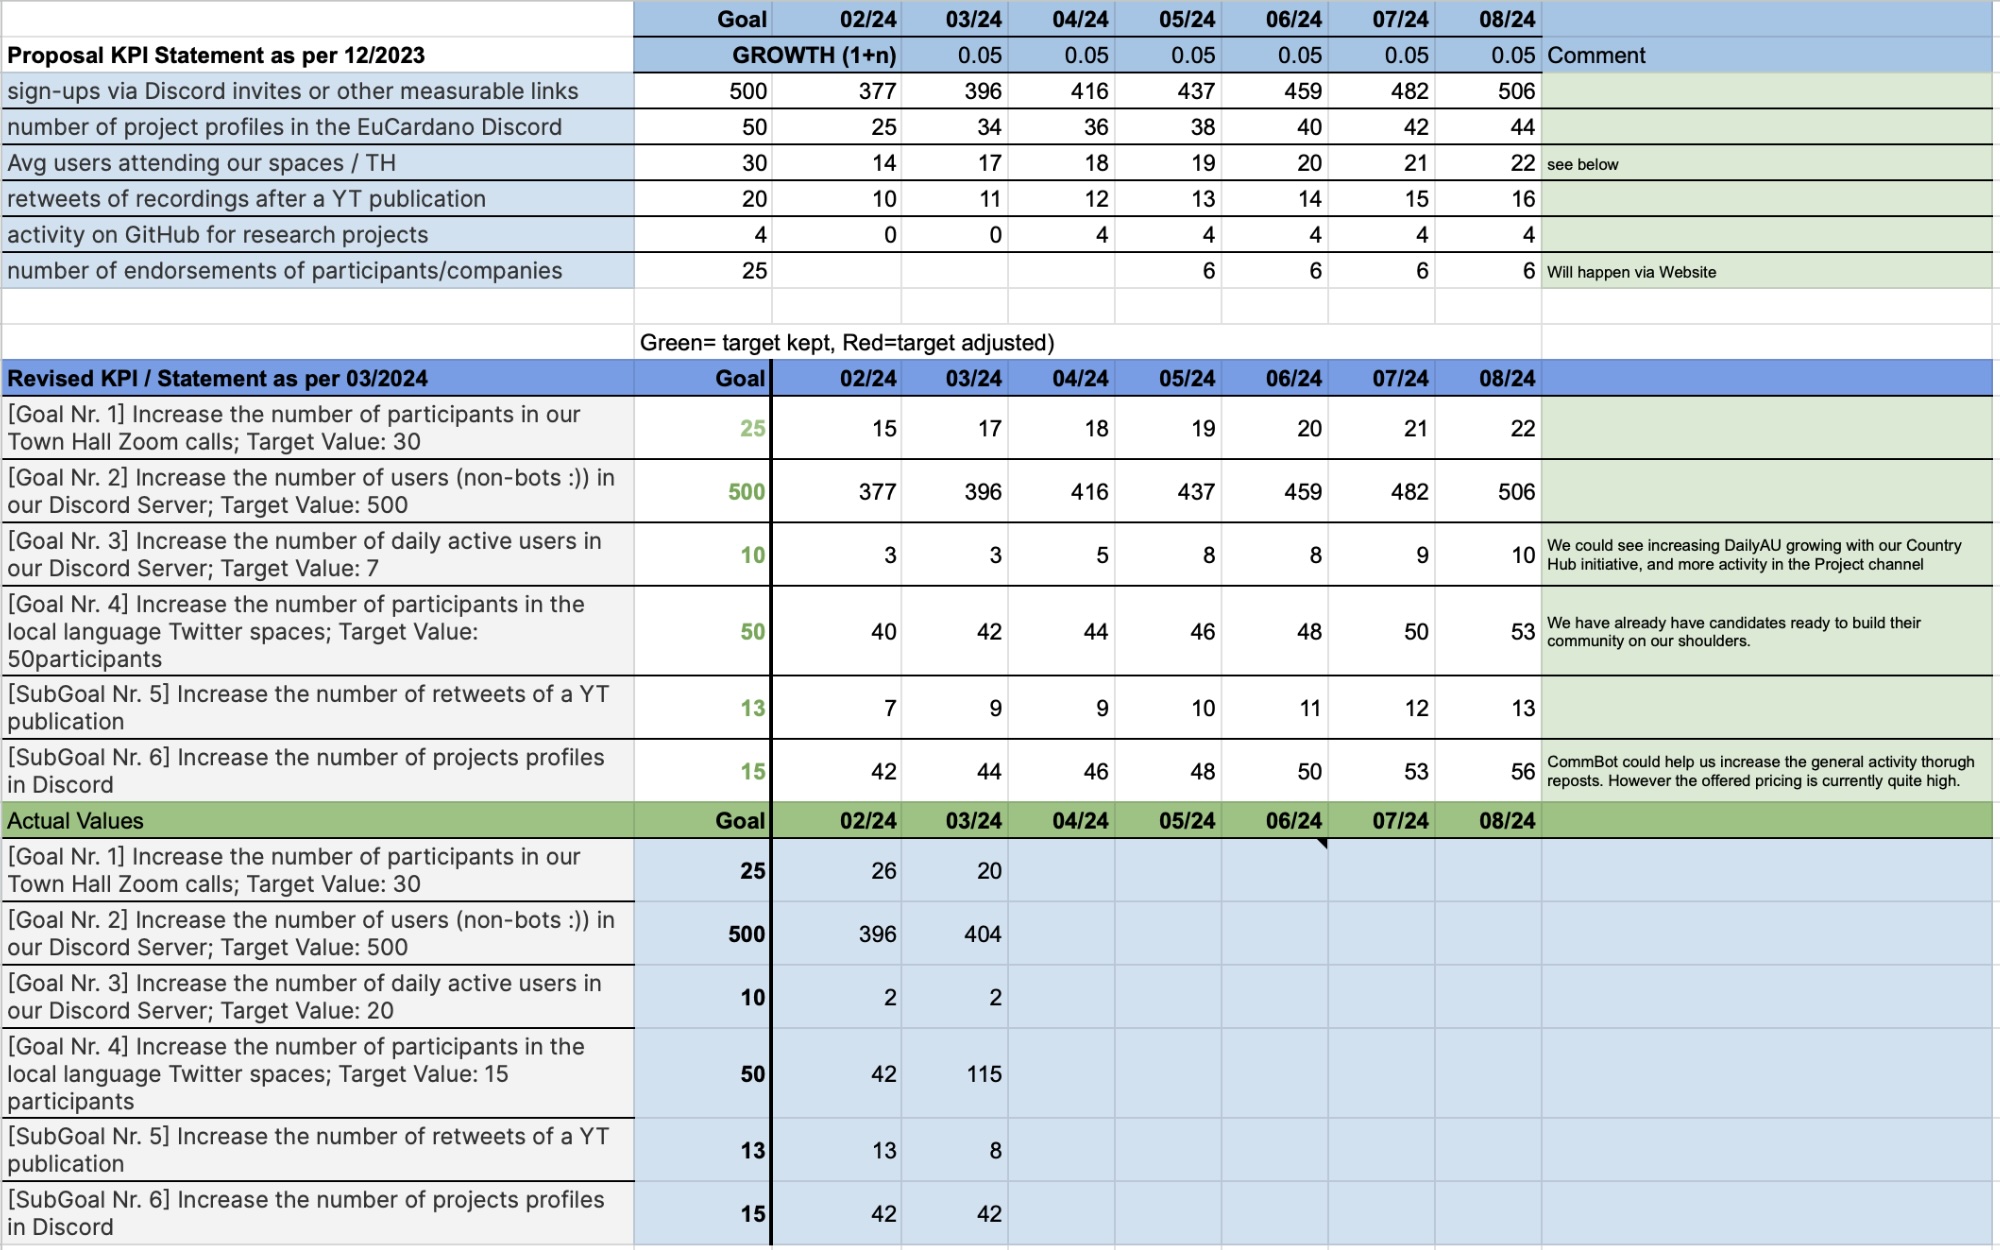 Goal 02/24 03/24 04/24 05/24 06/24 07/24 08/24
Proposal KPI Statement as per 12/2023 GROWTH (1+n) 0.05 0.05 0.05 0.05 0.05 0.05 Comment
sign-ups via Discord invites or other measurable links 500 377 396 416 437 459 482 506
number of project profiles in the EuCardano Discord 50 25 34 36 38 40 42 44
Avg users attending our spaces / TH 30 14 17 18 19 20 21 22 see below
retweets of recordings after a YT publication 20 10 11 12 13 14 15 16
activity on GitHub for research projects 4 0 0 4 4 4 4 4
number of endorsements of participants/companies 25 6 6 6 6 Will happen via Website
Green= target kept, Red=target adjusted)
Revised KPI / Statement as per 03/2024 Goal 02/24 03/24 04/24 05/24 06/24 07/24 08/24
[Goal Nr. 1] Increase the number of participants in our
Town Hall Zoom calls; Target Value: 30
25 15 17 18 19 20 21 22
[Goal Nr. 2] Increase the number of users (non-bots :)) in
our Discord Server; Target Value: 500
500 377 396 416 437 459 482 506
[Goal Nr. 3] Increase the number of daily active users in
our Discord Server; Target Value: 7
10 3 3 5 8 8 9 10
We could see increasing DailyAU growing with our Country
Hub initiative, and more activity in the Project channel
[Goal Nr. 4] Increase the number of participants in the
local language Twitter spaces; Target Value:
50participants
50 40 42 44 46 48 50 53
We have already have candidates ready to build their
community on our shoulders.
[SubGoal Nr. 5] Increase the number of retweets of a YT
publication
13 7 9 9 10 11 12 13
[SubGoal Nr. 6] Increase the number of projects profiles
in Discord
15 42 44 46 48 50 53 56
CommBot could help us increase the general activity thorugh
reposts. However the offered pricing is currently quite high.
Actual Values Goal 02/24 03/24 04/24 05/24 06/24 07/24 08/24
[Goal Nr. 1] Increase the number of participants in our
Town Hall Zoom calls; Target Value: 30
25 26 20
[Goal Nr. 2] Increase the number of users (non-bots :)) in
our Discord Server; Target Value: 500
500 396 404
[Goal Nr. 3] Increase the number of daily active users in
our Discord Server; Target Value: 20
10 2 2
[Goal Nr. 4] Increase the number of participants in the
local language Twitter spaces; Target Value: 15
participants
50 42 115
[SubGoal Nr. 5] Increase the number of retweets of a YT
publication
13 13 8
[SubGoal Nr. 6] Increase the number of projects profiles
in Discord
15 42 42